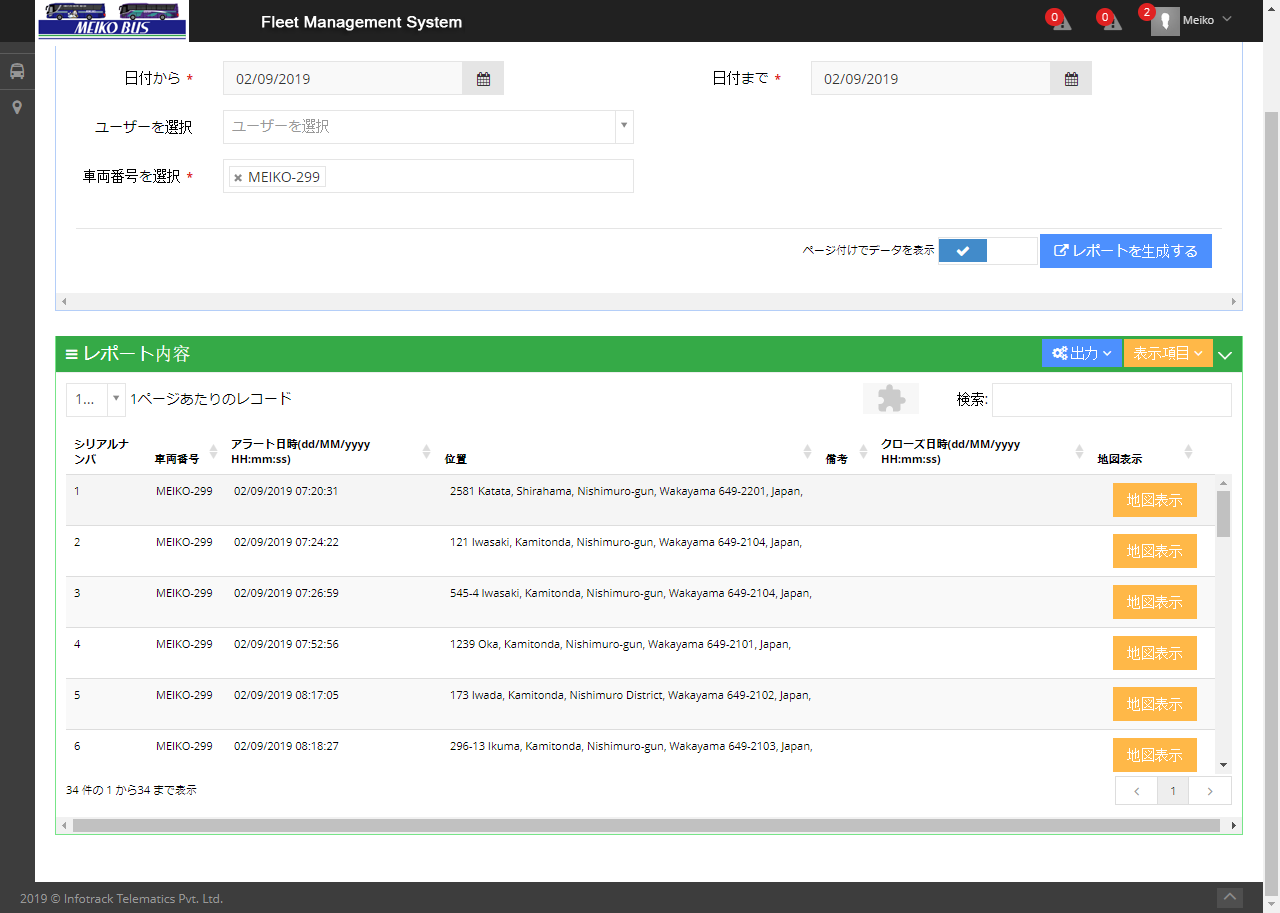 MEIKO BUS
Fleet Management System
0
0
2
Meiko
日付から *
02/09/2019
日付まで *
02/09/2019
ユーザーを選択
ユーザーを選択
車両番号を選択 *
MEIKO-299
ページ付けでデータを表示
レポートを生成する
レポート内容
出力
表示項目
1...
1ページあたりのレコード
検索:
シリアルナンバ
車両番号
アラート日時(dd/MM/yyyy HH:mm:ss)
位置
備考
クローズ日時(dd/MM/yyyy HH:mm:ss)
地図表示
1 MEIKO-299 02/09/2019 07:20:31 2581 Katata, Shirahama, Nishimuro-gun, Wakayama 649-2201, Japan, 地図表示
2 MEIKO-299 02/09/2019 07:24:22 121 Iwasaki, Kamitonda, Nishimuro-gun, Wakayama 649-2104, Japan, 地図表示
3 MEIKO-299 02/09/2019 07:26:59 545-4 Iwasaki, Kamitonda, Nishimuro-gun, Wakayama 649-2104, Japan, 地図表示
4 MEIKO-299 02/09/2019 07:52:56 1239 Oka, Kamitonda, Nishimuro-gun, Wakayama 649-2101, Japan, 地図表示
5 MEIKO-299 02/09/2019 08:17:05 173 Iwada, Kamitonda, Nishimuro District, Wakayama 649-2102, Japan, 地図表示
6 MEIKO-299 02/09/2019 08:18:27 296-13 Ikuma, Kamitonda, Nishimuro-gun, Wakayama 649-2103, Japan, 地図表示
34 件の 1 から34 まで表示
1
2019 © Infotrack Telematics Pvt. Ltd.